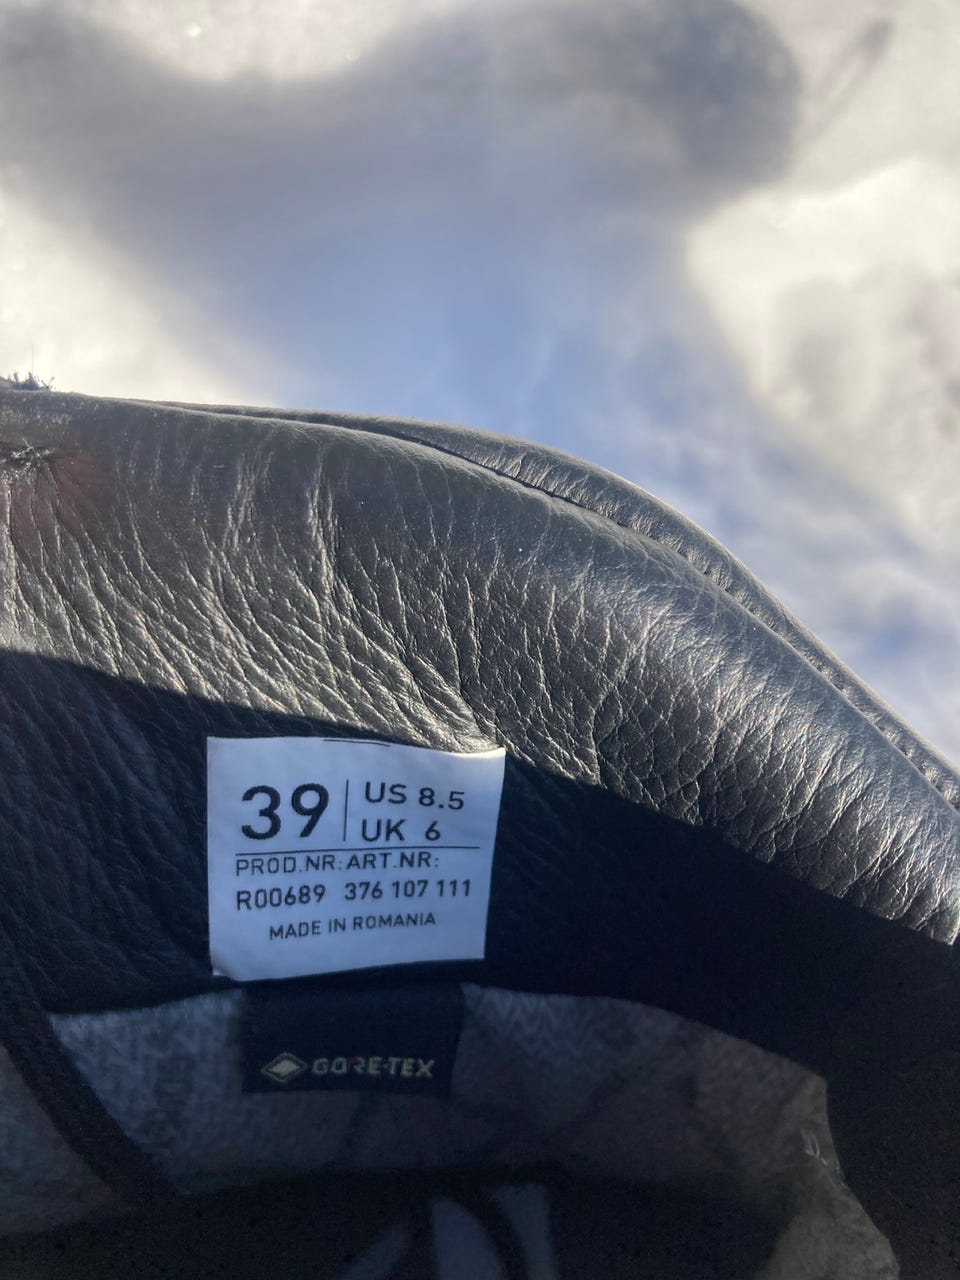 39 | US 8.5
UK 6
PROD.NR: ART.NR:
R00689 376 107 111
MADE IN ROMANIA
GORE-TEX